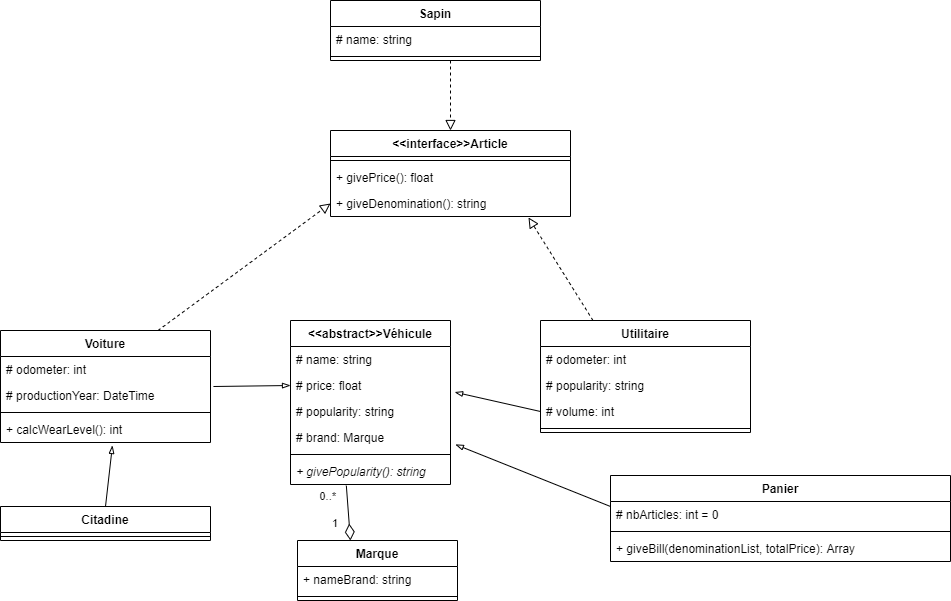 Sapin
# name: string
<<interface>>Article
+ givePrice(): float
+ giveDenomination(): string
Voiture
# odometer: int
# productionYear: DateTime
+ calcWearLevel(): int
<<abstract>>Véhicule
# name: string
# price: float
# popularity: string
# brand: Marque
+ givePopularity(): string
Utilitaire
# odometer: int
# popularity: string
# volume: int
Panier
# nbArticles: int = 0
+ giveBill(denominationList, totalPrice): Array
Citadine
0..*
1
Marque
+ nameBrand: string